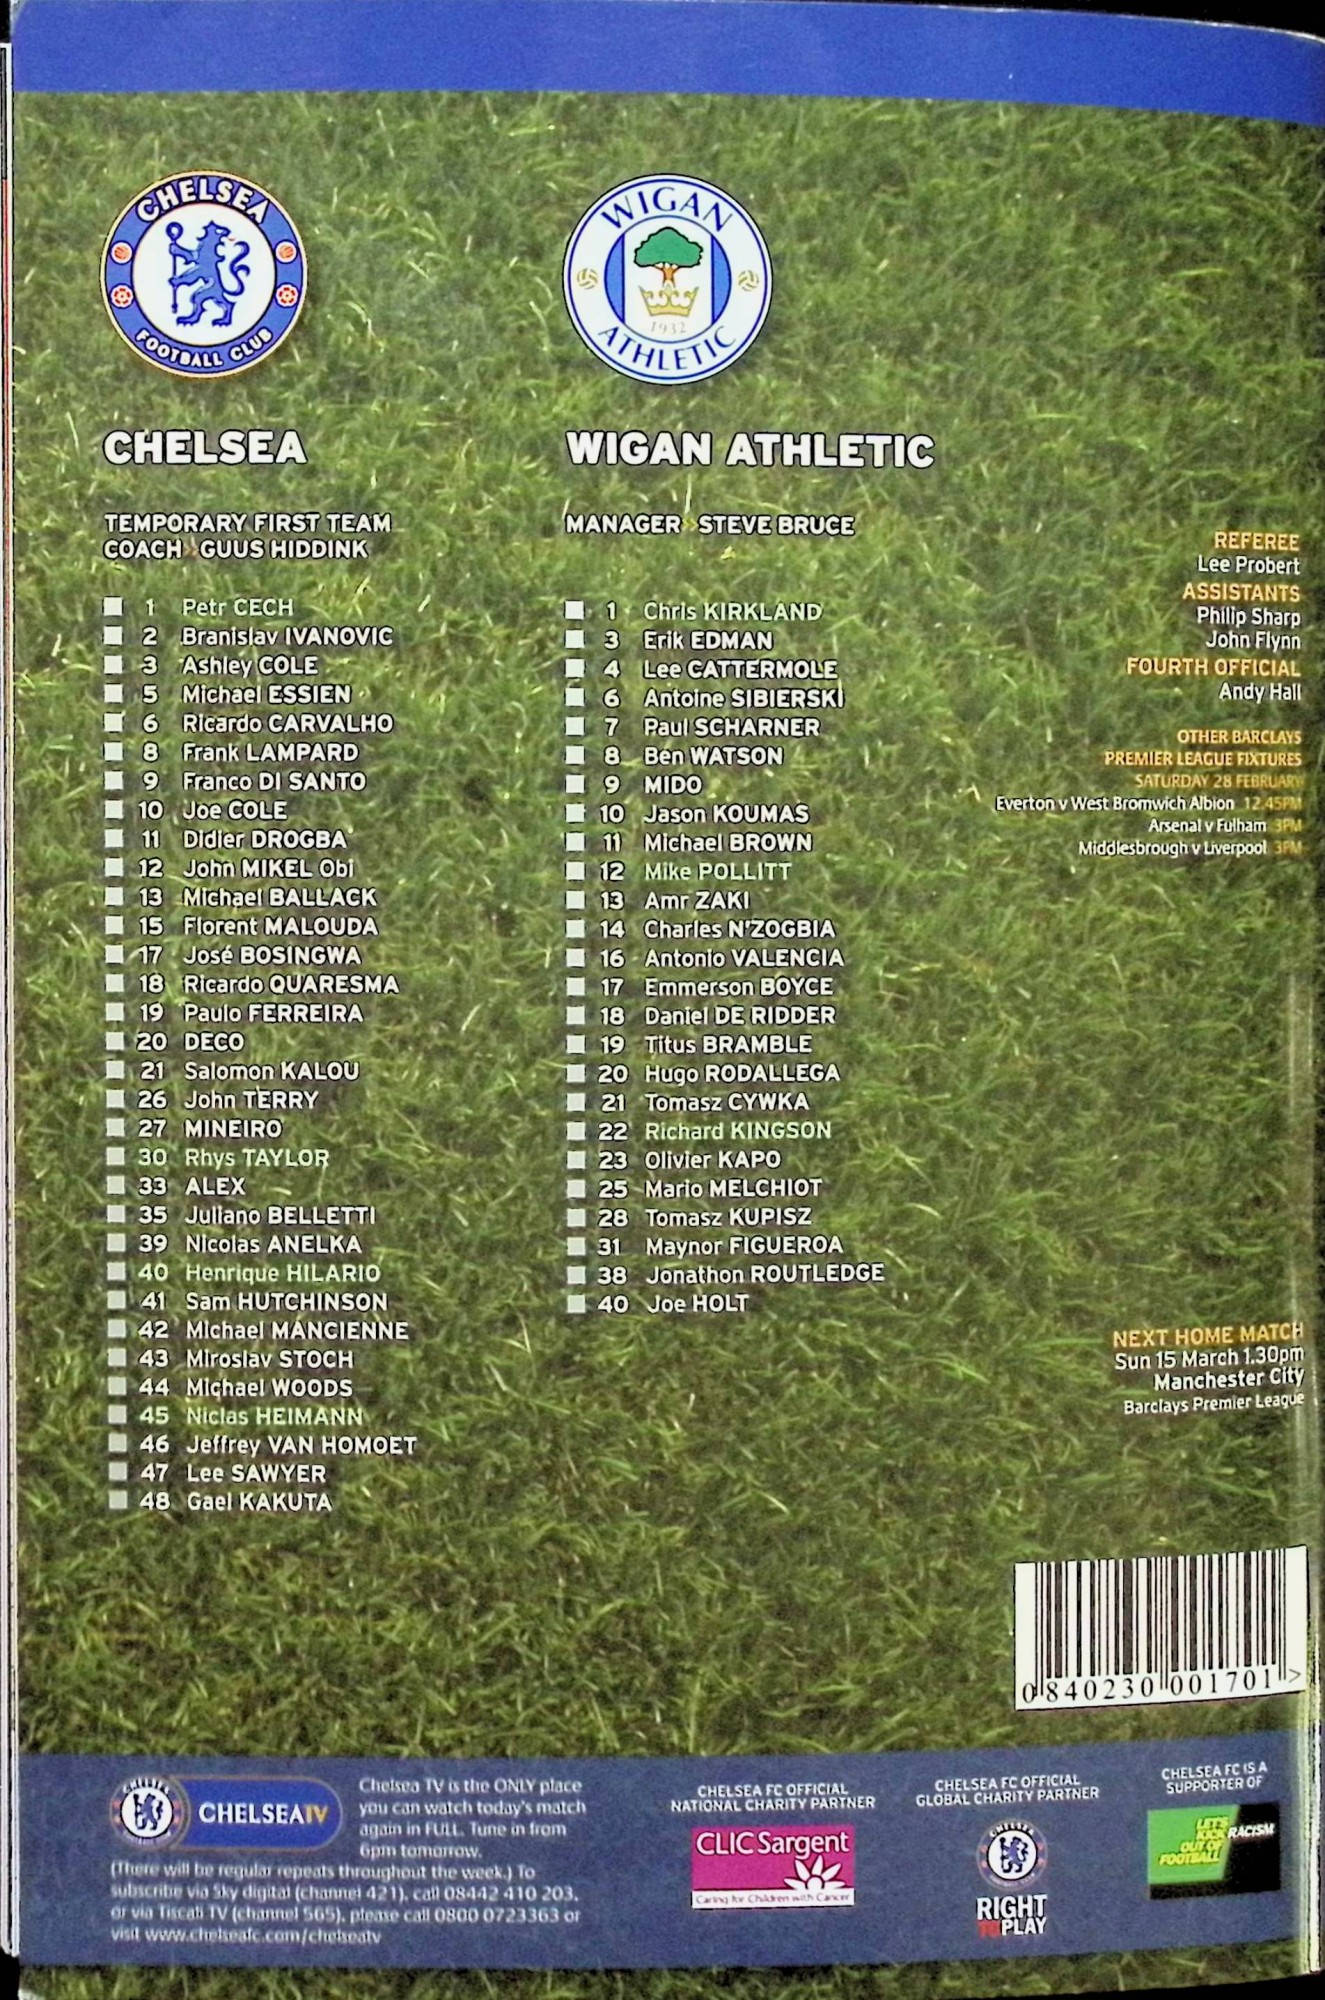 CHELSEA
FOOTBALL CLUB
WIGAN
1932
ATHLETIC
CHELSEA
TEMPORARY FIRST TEAM
COACH » GUUS HIDDINK
1 Petr CECH
2 Branislav IVANOVIC
3 Ashley COLE
5 Michael ESSIEN
6 Ricardo CARVALHO
8 Frank LAMPARD
9 Franco DI SANTO
10 Joe COLE
11 Didier DROGBA
12 John MIKEL Obi
13 Michael BALLACK
15 Florent MALOUDA
17 José BOSINGWA
18 Ricardo QUARESMA
19 Paulo FERREIRA
20 DECO
21 Salomon KALOU
26 John TERRY
27 MINEIRO
30 Rhys TAYLOR
33 ALEX
35 Juliano BELLETTI
39 Nicolas ANELKA
40 Henrique HILARIO
41 Sam HUTCHINSON
42 Michael MANCIENNE
43 Miroslav STOCH
44 Michael WOODS
45 Niclas HEIMANN
46 Jeffrey VAN HOMOET
47 Lee SAWYER
48 Gael KAKUTA
WIGAN ATHLETIC
MANAGER » STEVE BRUCE
1 Chris KIRKLAND
3 Erik EDMAN
4 Lee CATTERMOLE
6 Antoine SIBIERSKI
7 Paul SCHARNER
8 Ben WATSON
9 MIDO
10 Jason KOUMAS
11 Michael BROWN
12 Mike POLLITT
13 Amr ZAKI
14 Charles N'ZOGBIA
16 Antonio VALENCIA
17 Emmerson BOYCE
18 Daniel DE RIDDER
19 Titus BRAMBLE
20 Hugo RODALLEGA
21 Tomasz CYWKA
22 Richard KINGSON
23 Olivier KAPO
25 Mario MELCHIOT
28 Tomasz KUPISZ
31 Maynor FIGUEROA
38 Jonathon ROUTLEDGE
40 Joe HOLT
REFEREE
Lee Probert
ASSISTANTS
Philip Sharp
John Flynn
FOURTH OFFICIAL
Andy Hall
OTHER BARCLAYS
PREMIER LEAGUE FIXTURES
SATURDAY 28 FEBRUARY
Everton v West Bromwich Albion 12.45PM
Arsenal v Fulham 3PM
Middlesbrough v Liverpool 3PM
NEXT HOME MATCH
Sun 15 March 1.30pm
Manchester City
Barclays Premier League
0 840230 001701 >
CHELSEA TV
Chelsea TV is the ONLY place
you can watch today's match
again in FULL. Tune in from
6pm tomorrow.
(There will be regular repeats throughout the week.) To
subscribe via Sky digital (channel 421), call 08442 410 203,
or via Tiscali TV (channel 565), please call 0800 0723363 or
visit www.chelseafc.com/chelseatv
CHELSEA FC OFFICIAL
NATIONAL CHARITY PARTNER
CLIC Sargent
Caring for Children with Cancer
CHELSEA FC OFFICIAL
GLOBAL CHARITY PARTNER
RIGHT
TO PLAY
CHELSEA FC IS A
SUPPORTER OF
LET'S
KICK RACISM
OUT OF
FOOTBALL